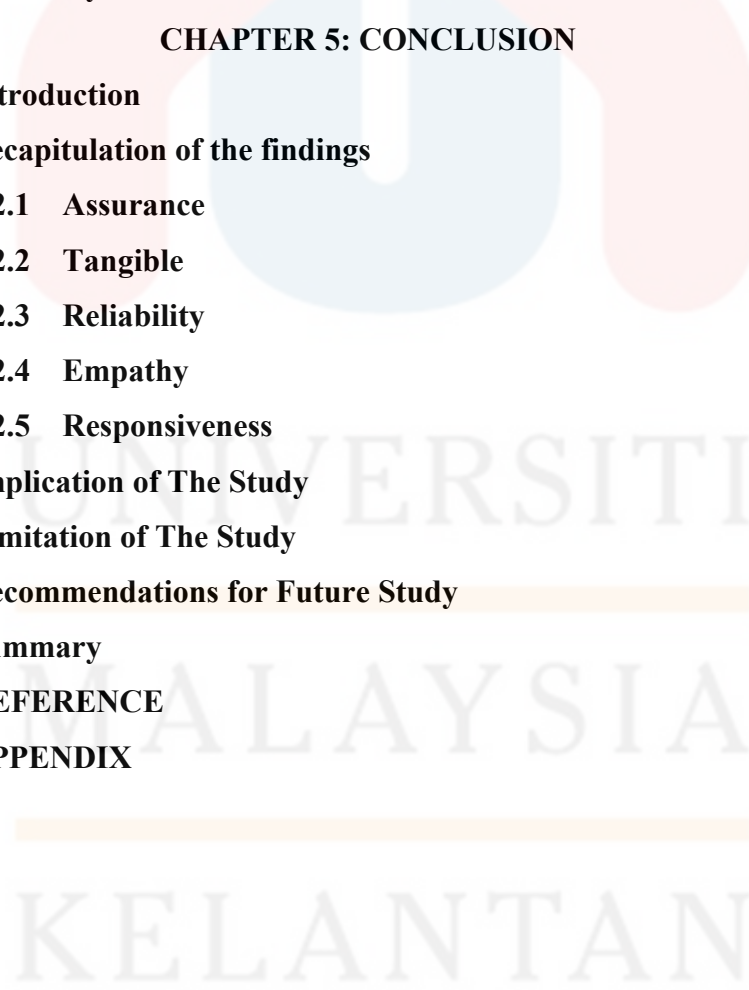 CHAPTER 5: CONCLUSION
troduction
ecapitulation of the findings
2.1 Assurance
2.2 Tangible
2.3 Reliability
2.4 Empathy
2.5 Responsiveness
plication of The Study
mitation of The Study
ecommendations for Future Study
mmary
EFERENCE
PPENDIX
UNIVERSITI
MALAYSIA
KELANTAN